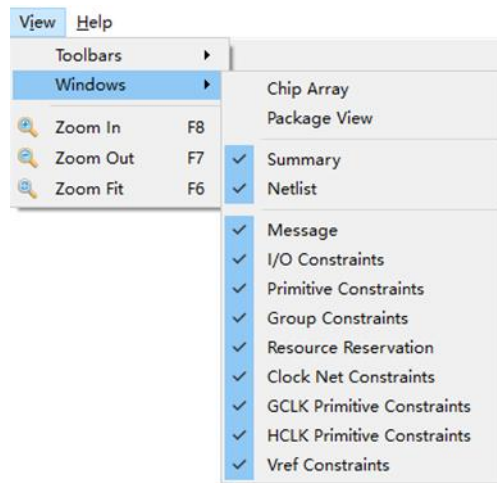 View Help
Toolbars
Windows
Zoom In F8
Zoom Out F7
Zoom Fit F6
Chip Array
Package View
Summary
Netlist
Message
I/O Constraints
Primitive Constraints
Group Constraints
Resource Reservation
Clock Net Constraints
GCLK Primitive Constraints
HCLK Primitive Constraints
Vref Constraints